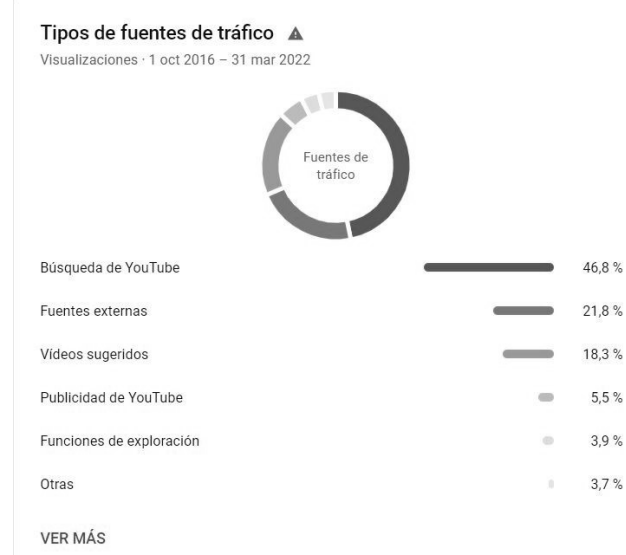 Tipos de fuentes de tráfico
Visualizaciones · 1 oct 2016 – 31 mar 2022
Fuentes de
tráfico
Búsqueda de YouTube 46,8 %
Fuentes externas 21,8 %
Vídeos sugeridos 18,3 %
Publicidad de YouTube 5,5 %
Funciones de exploración 3,9 %
Otras 3,7 %
VER MÁS